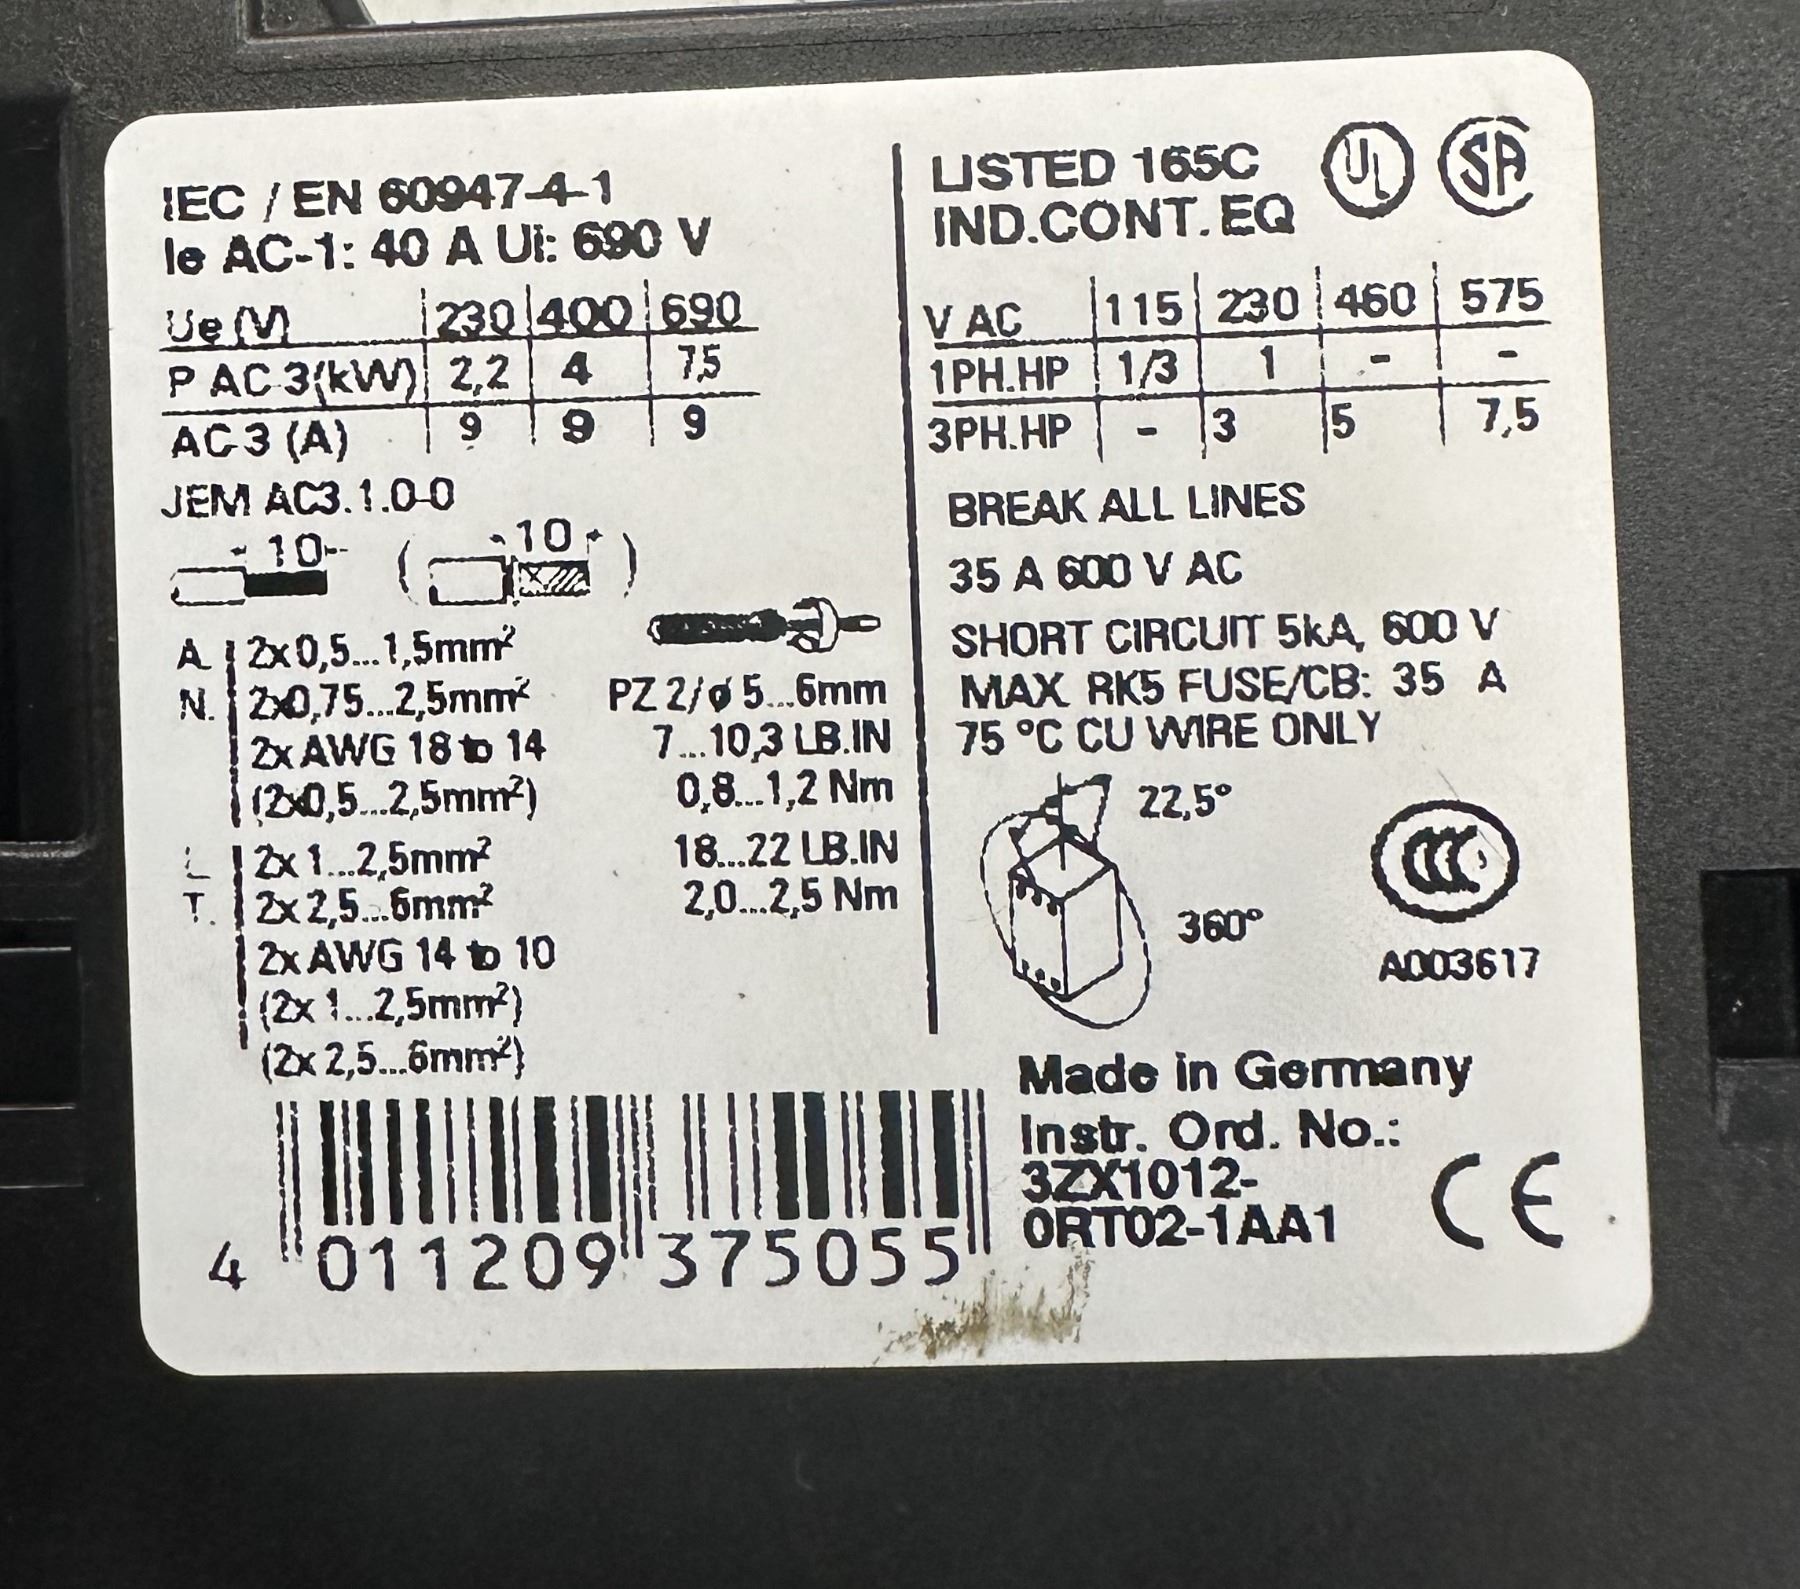 IEC / EN 60947-4-1
Ie AC-1: 40 A Ui: 690 V
Ue (V) 230 400 690
P AC 3(kW) 2,2 4 7,5
AC-3 (A) 9 9 9
JEM AC3.1.0-0
10 ( 10 )
A. 2x0,5...1,5mm²
N. 2x0,75...2,5mm²
2x AWG 18 to 14
(2x0,5...2,5mm²)
PZ 2/ø 5...6mm
7...10,3 LB.IN
0,8...1,2 Nm
L 2x 1...2,5mm²
T. 2x 2,5...6mm²
2x AWG 14 to 10
(2x 1...2,5mm²)
(2x 2,5...6mm²)
18...22 LB.IN
2,0...2,5 Nm
4 011209 375055
LISTED 165C UL SA
IND.CONT.EQ
V AC 115 230 460 575
1PH.HP 1/3 1 - -
3PH.HP - 3 5 7,5
BREAK ALL LINES
35 A 600 V AC
SHORT CIRCUIT 5kA, 600 V
MAX RK5 FUSE/CB: 35 A
75 °C CU WIRE ONLY
22,5°
360°
CCC
A003617
Made in Germany
Instr. Ord. No.:
3ZX1012-
0RT02-1AA1
CE